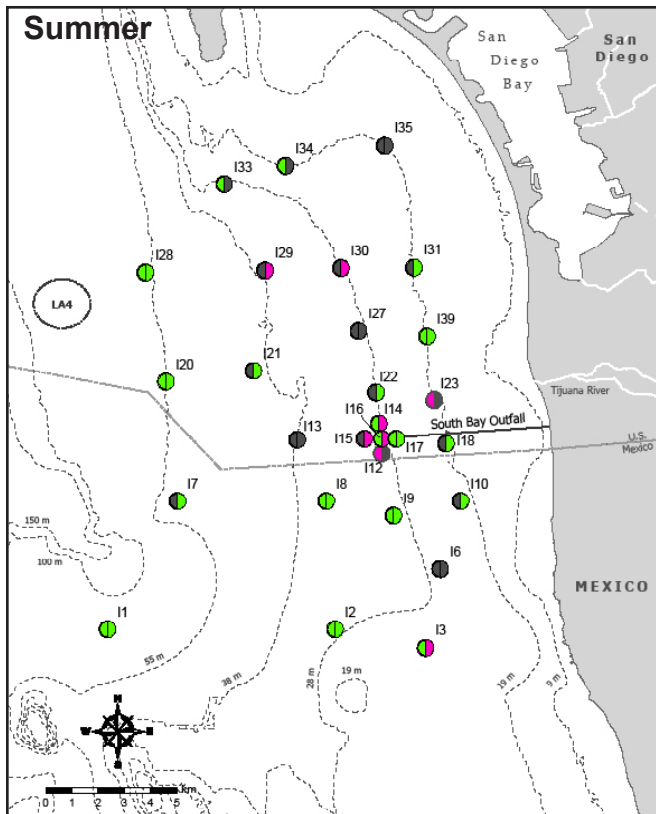 Summer
San
Diego
Bay
San
Diego
I35
I34
I33
I28
I29
I30
I31
LA4
I27
I39
I21
I20
I22
I23
Tijuana River
I16
I14
South Bay Outfall
I13
I15
I17
I18
U.S.
Mexico
I12
I7
I8
I9
I10
150 m
100 m
I6
MEXICO
I1
I2
I3
55 m
38 m
28 m
19 m
19 m
9 m
N
W
E
S
km
0 1 2 3 4 5